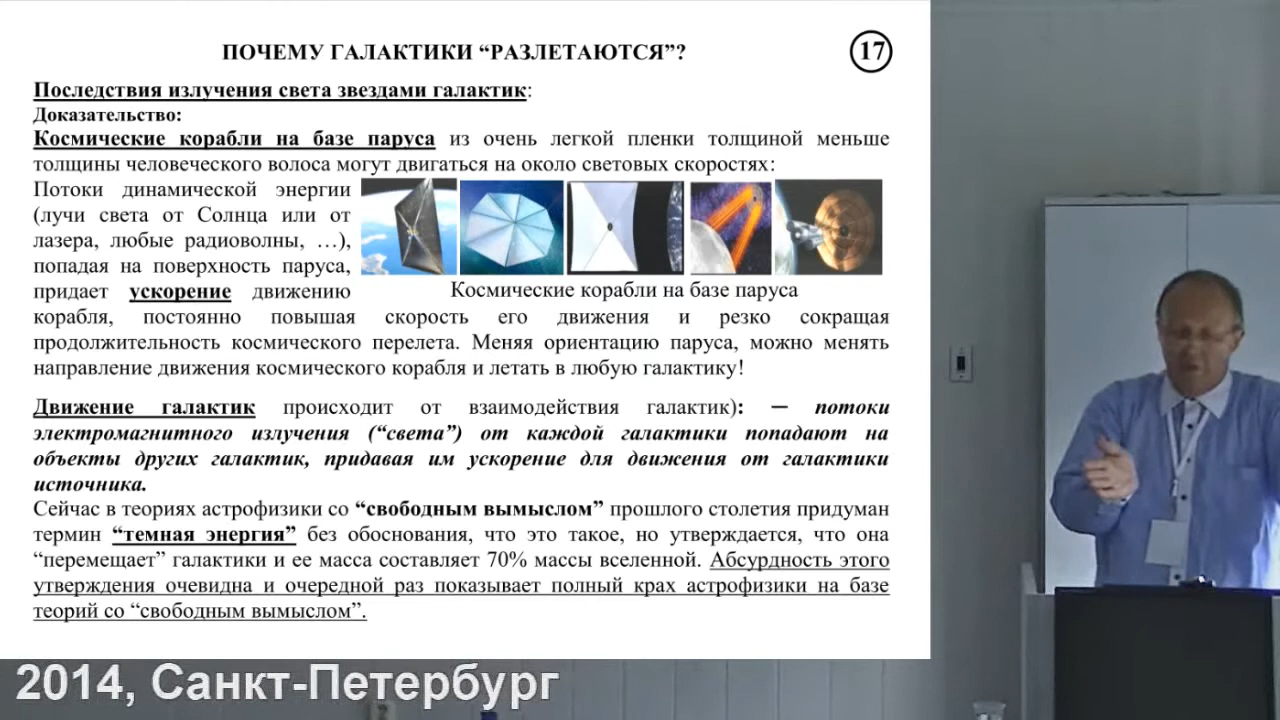 ПОЧЕМУ ГАЛАКТИКИ “РАЗЛЕТАЮТСЯ”?
17
Последствия излучения света звездами галактик:
Доказательство:
Космические корабли на базе паруса из очень легкой пленки толщиной меньше
толщины человеческого волоса могут двигаться на около световых скоростях:
Потоки динамической энергии
(лучи света от Солнца или от
лазера, любые радиоволны, …),
попадая на поверхность паруса,
придает ускорение движению
Космические корабли на базе паруса
корабля, постоянно повышая скорость его движения и резко сокращая
продолжительность космического перелета. Меняя ориентацию паруса, можно менять
направление движения космического корабля и летать в любую галактику!
Движение галактик происходит от взаимодействия галактик): — потоки
электромагнитного излучения (“света”) от каждой галактики попадают на
объекты других галактик, придавая им ускорение для движения от галактики
источника.
Сейчас в теориях астрофизики со “свободным вымыслом” прошлого столетия придуман
термин “темная энергия” без обоснования, что это такое, но утверждается, что она
“перемещает” галактики и ее масса составляет 70% массы вселенной. Абсурдность этого
утверждения очевидна и очередной раз показывает полный крах астрофизики на базе
теорий со “свободным вымыслом”.
2014, Санкт-Петербург